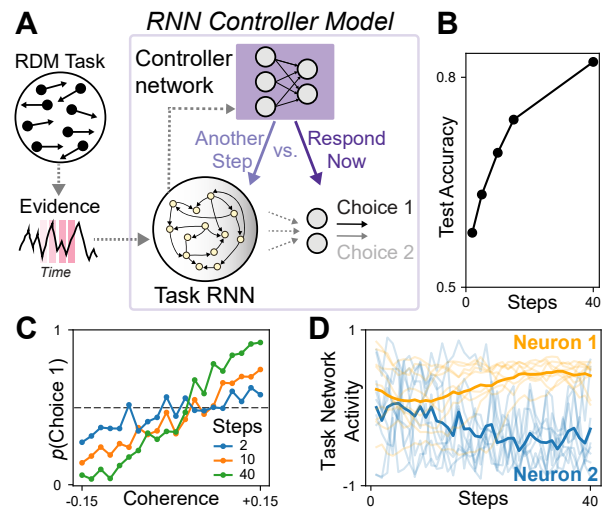 A
RNN Controller Model
RDM Task
Controller
network
Another
Step
vs.
Respond
Now
Evidence
Time
Task RNN
Choice 1
Choice 2
B
Test Accuracy
0.8
0.5
0
Steps
40
C
p(Choice 1)
1
0
Steps
2
10
40
-0.15
Coherence
+0.15
D
Task Network
Activity
1
-1
Neuron 1
Neuron 2
0
Steps
40